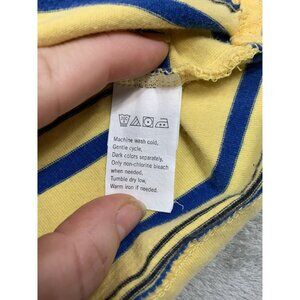 Machine wash cold,
Gentle cycle,
Dark colors separately,
Only non-chlorine bleach
when needed,
Tumble dry low,
Warm iron if needed.